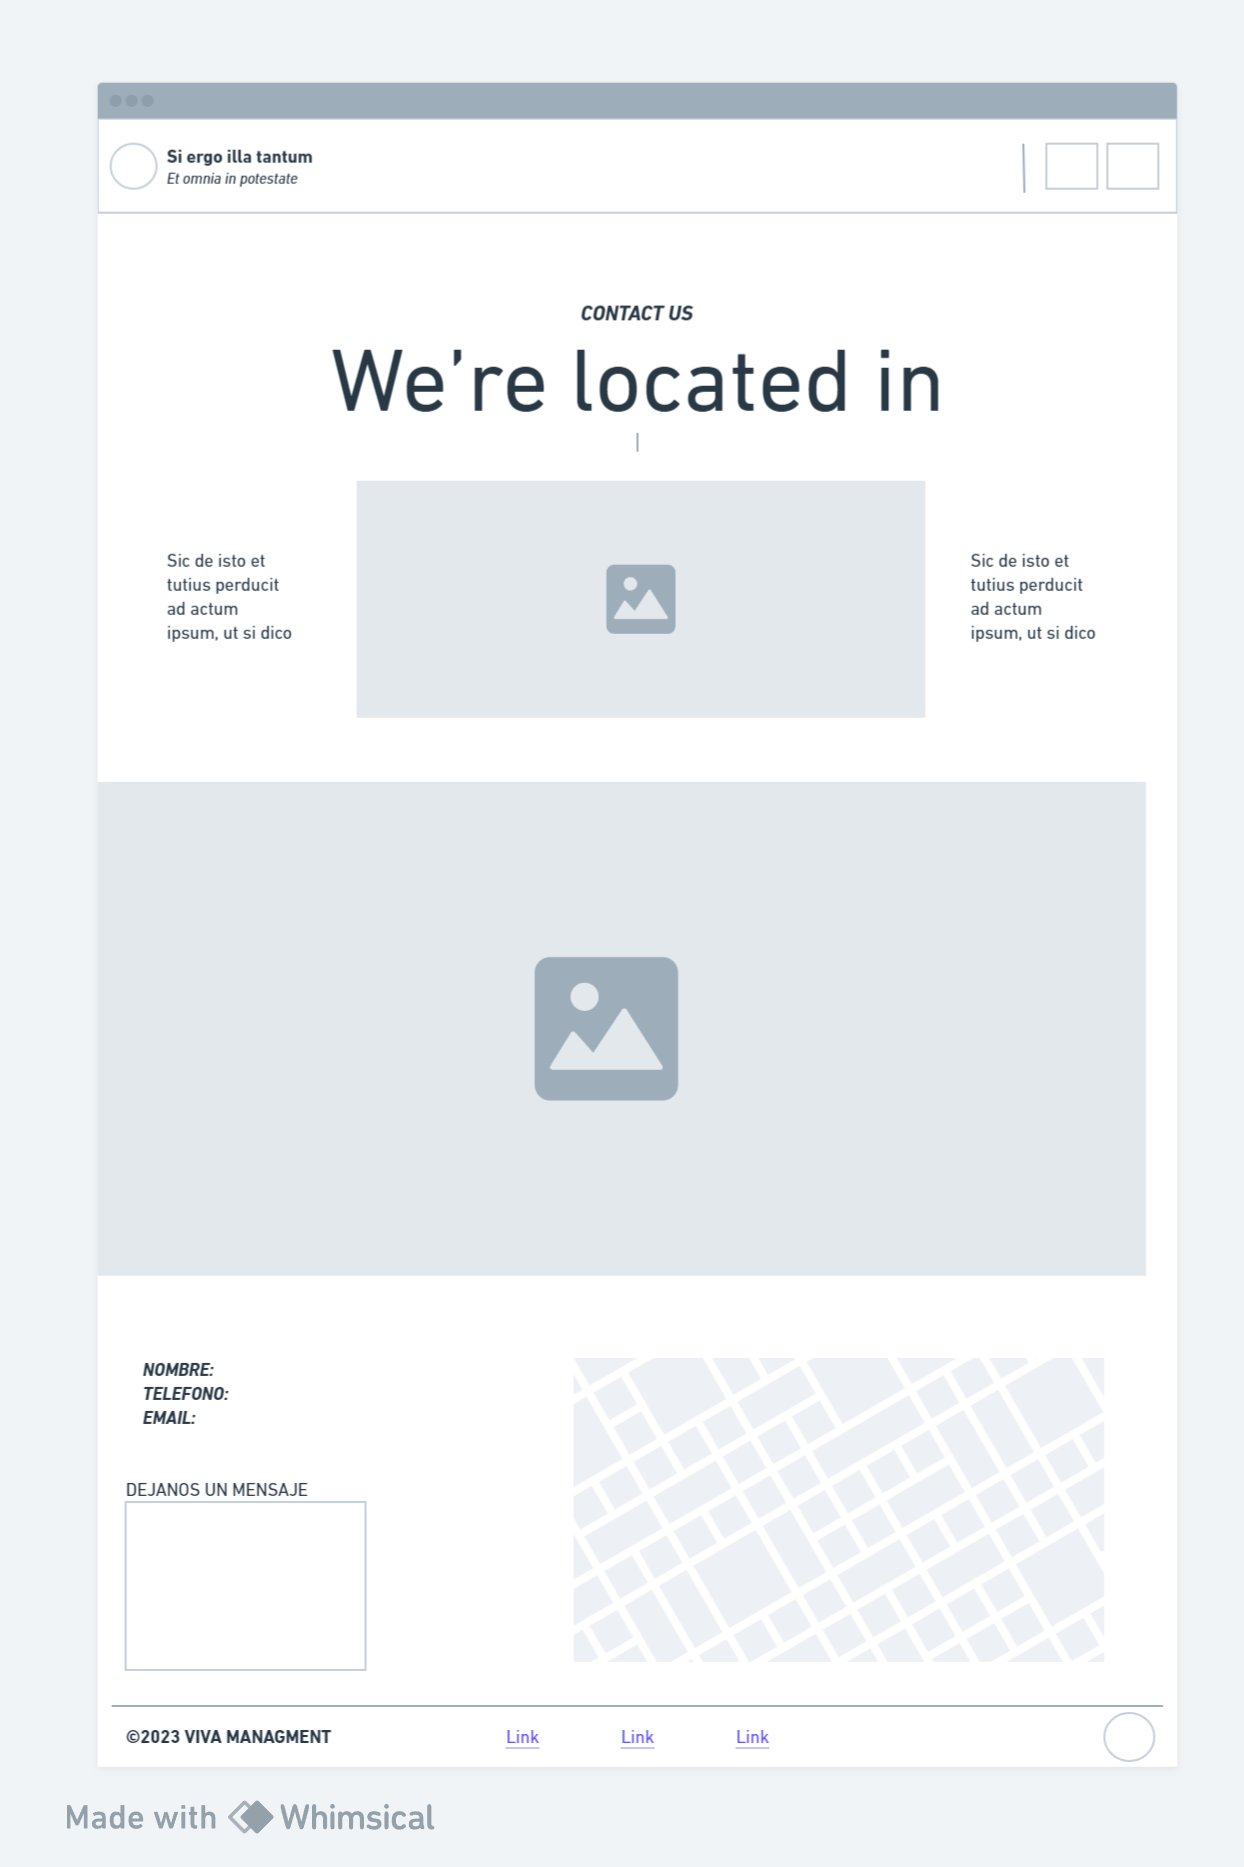 Si ergo illa tantum
Et omnia in potestate
CONTACT US
We’re located in
Sic de isto et
tutius perducit
ad actum
ipsum, ut si dico
Sic de isto et
tutius perducit
ad actum
ipsum, ut si dico
NOMBRE:
TELEFONO:
EMAIL:
DEJANOS UN MENSAJE
©2023 VIVA MANAGMENT
Link
Link
Link
Made with Whimsical